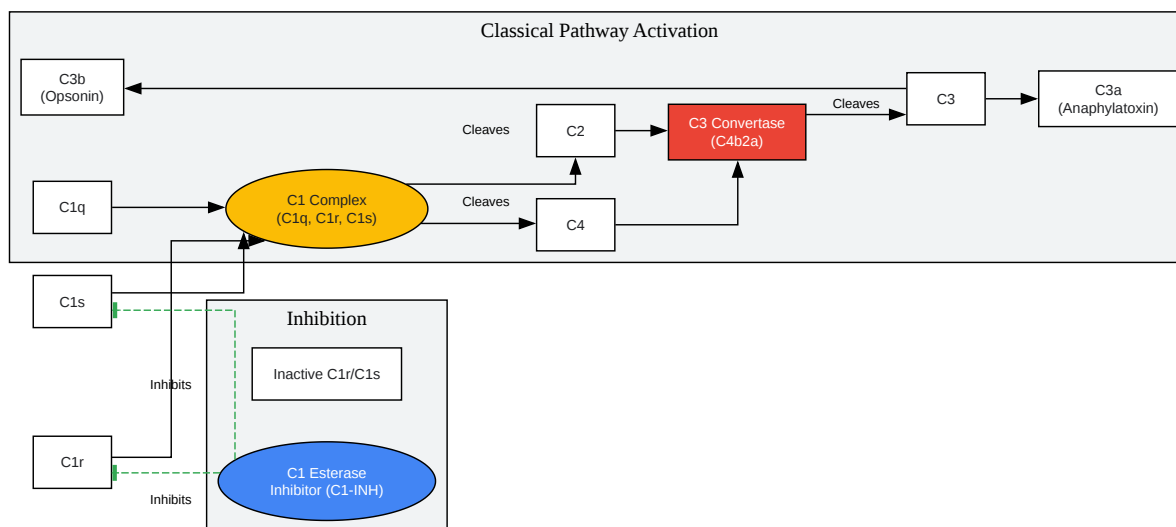 Classical Pathway Activation
C3b
(Opsonin)
C3
C3a
(Anaphylatoxin)
Cleaves
C2
C3 Convertase
(C4b2a)
Cleaves
C1q
C1 Complex
(C1q, C1r, C1s)
Cleaves
C4
C1s
Inhibition
Inactive C1r/C1s
Inhibits
C1r
C1 Esterase
Inhibitor (C1-INH)
Inhibits